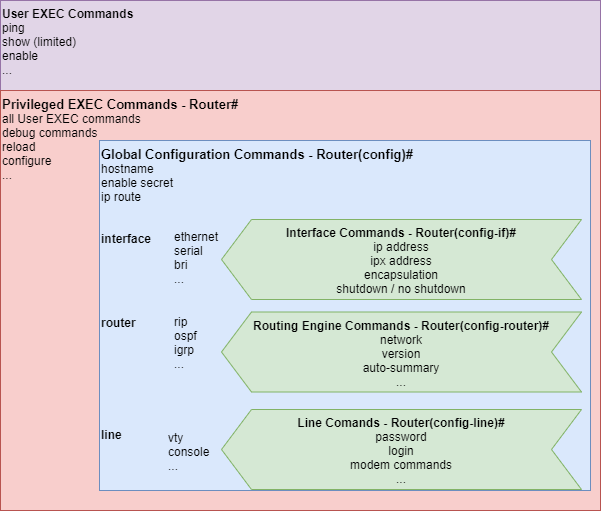 User EXEC Commands
ping
show (limited)
enable
...
Privileged EXEC Commands - Router#
all User EXEC commands
debug commands
reload
configure
...
Global Configuration Commands - Router(config)#
hostname
enable secret
ip route
interface
ethernet
serial
bri
...
Interface Commands - Router(config-if)#
ip address
ipx address
encapsulation
shutdown / no shutdown
router
rip
ospf
igrp
...
Routing Engine Commands - Router(config-router)#
network
version
auto-summary
...
line
vty
console
...
Line Comands - Router(config-line)#
password
login
modem commands
...